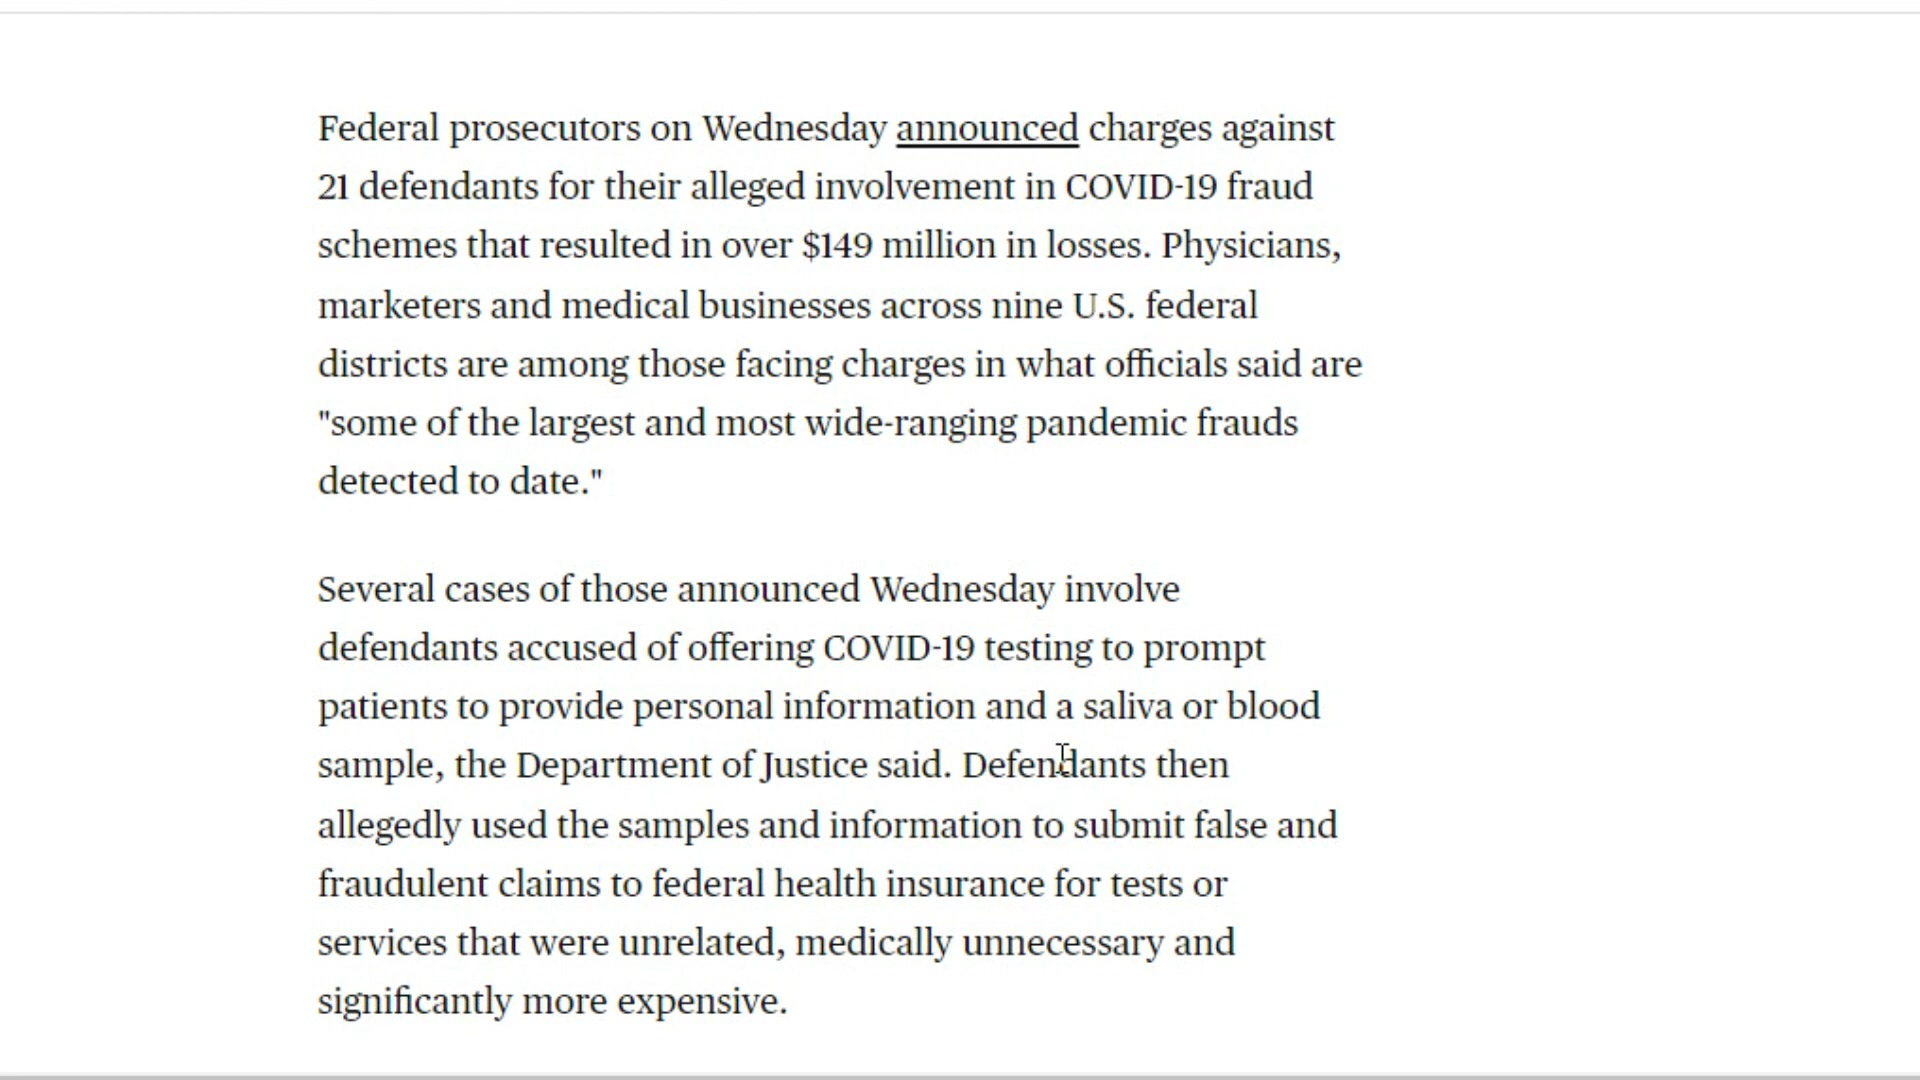 Federal prosecutors on Wednesday announced charges against
21 defendants for their alleged involvement in COVID-19 fraud
schemes that resulted in over $149 million in losses. Physicians,
marketers and medical businesses across nine U.S. federal
districts are among those facing charges in what officials said are
"some of the largest and most wide-ranging pandemic frauds
detected to date."
Several cases of those announced Wednesday involve
defendants accused of offering COVID-19 testing to prompt
patients to provide personal information and a saliva or blood
sample, the Department of Justice said. Defendants then
allegedly used the samples and information to submit false and
fraudulent claims to federal health insurance for tests or
services that were unrelated, medically unnecessary and
significantly more expensive.